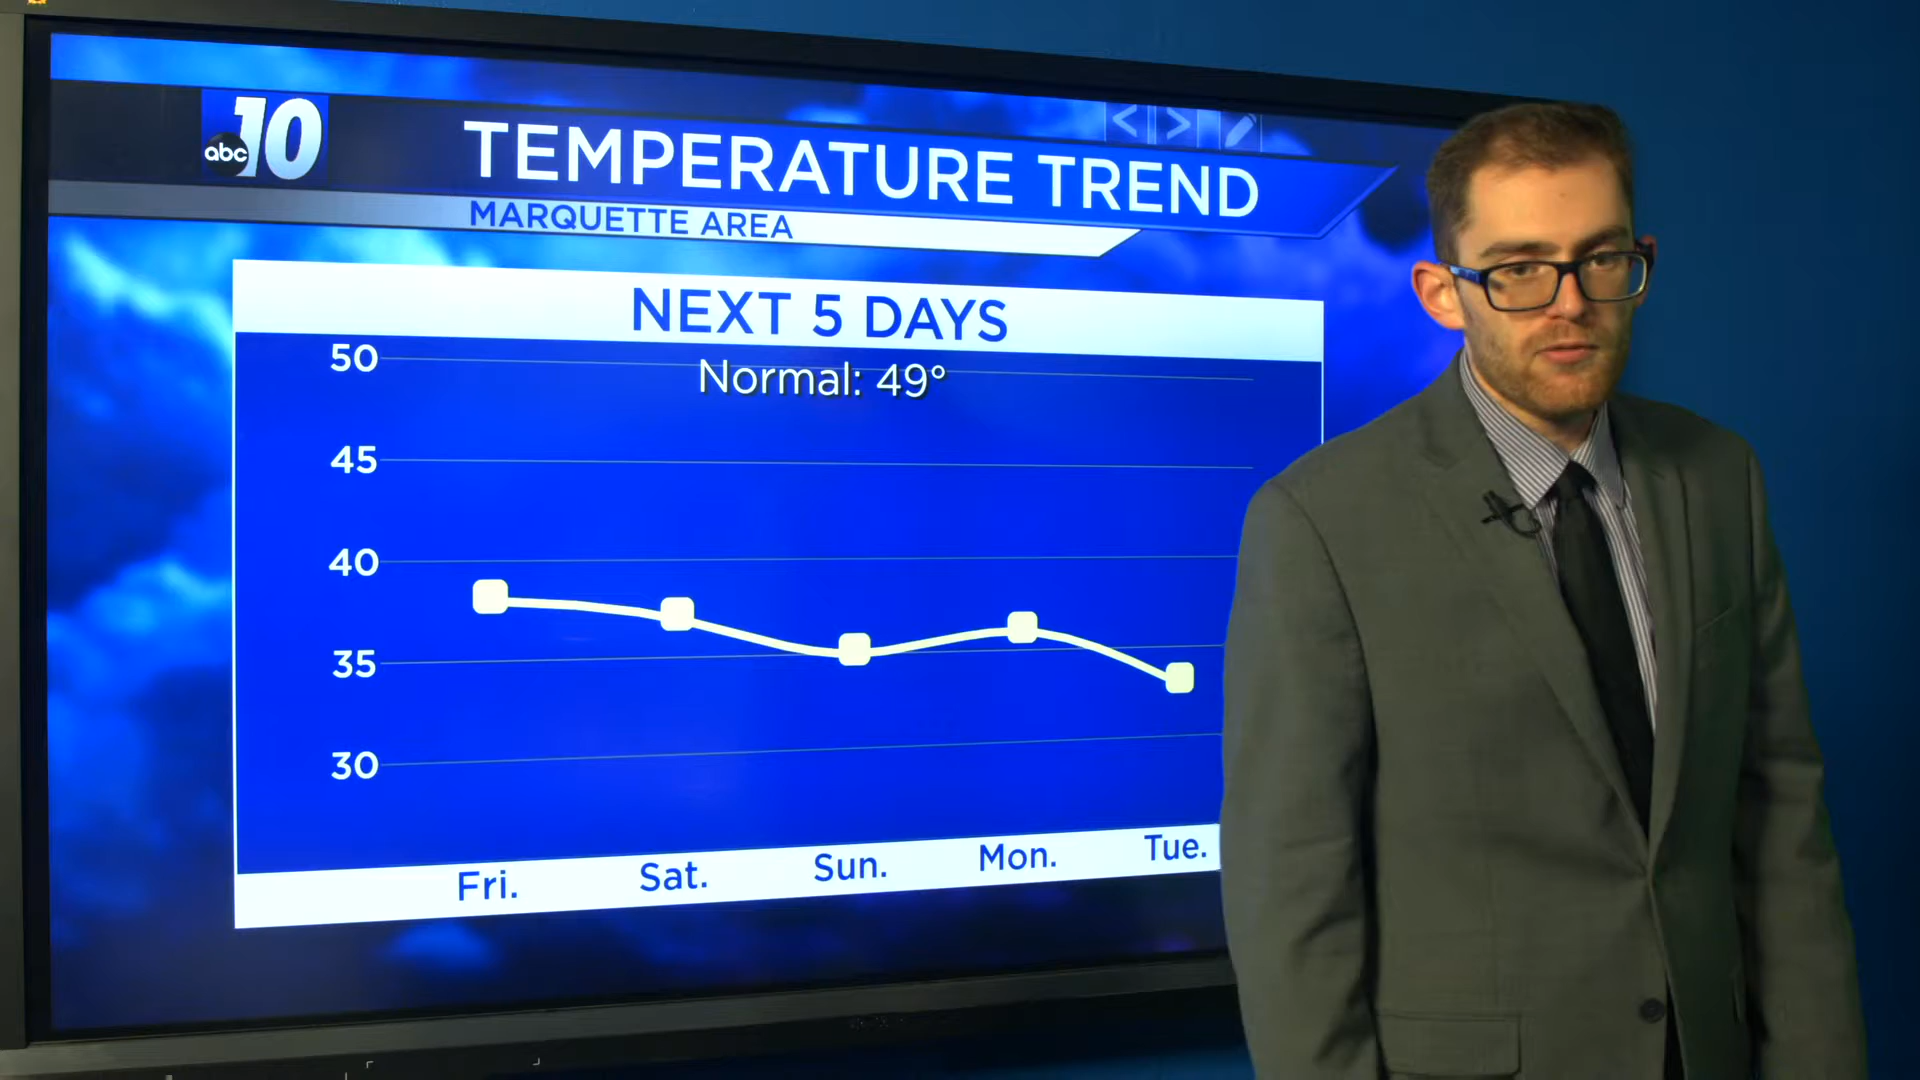 abc 10
TEMPERATURE TREND
MARQUETTE AREA
NEXT 5 DAYS
Normal: 49°
50
45
40
35
30
Fri. Sat. Sun. Mon. Tue.